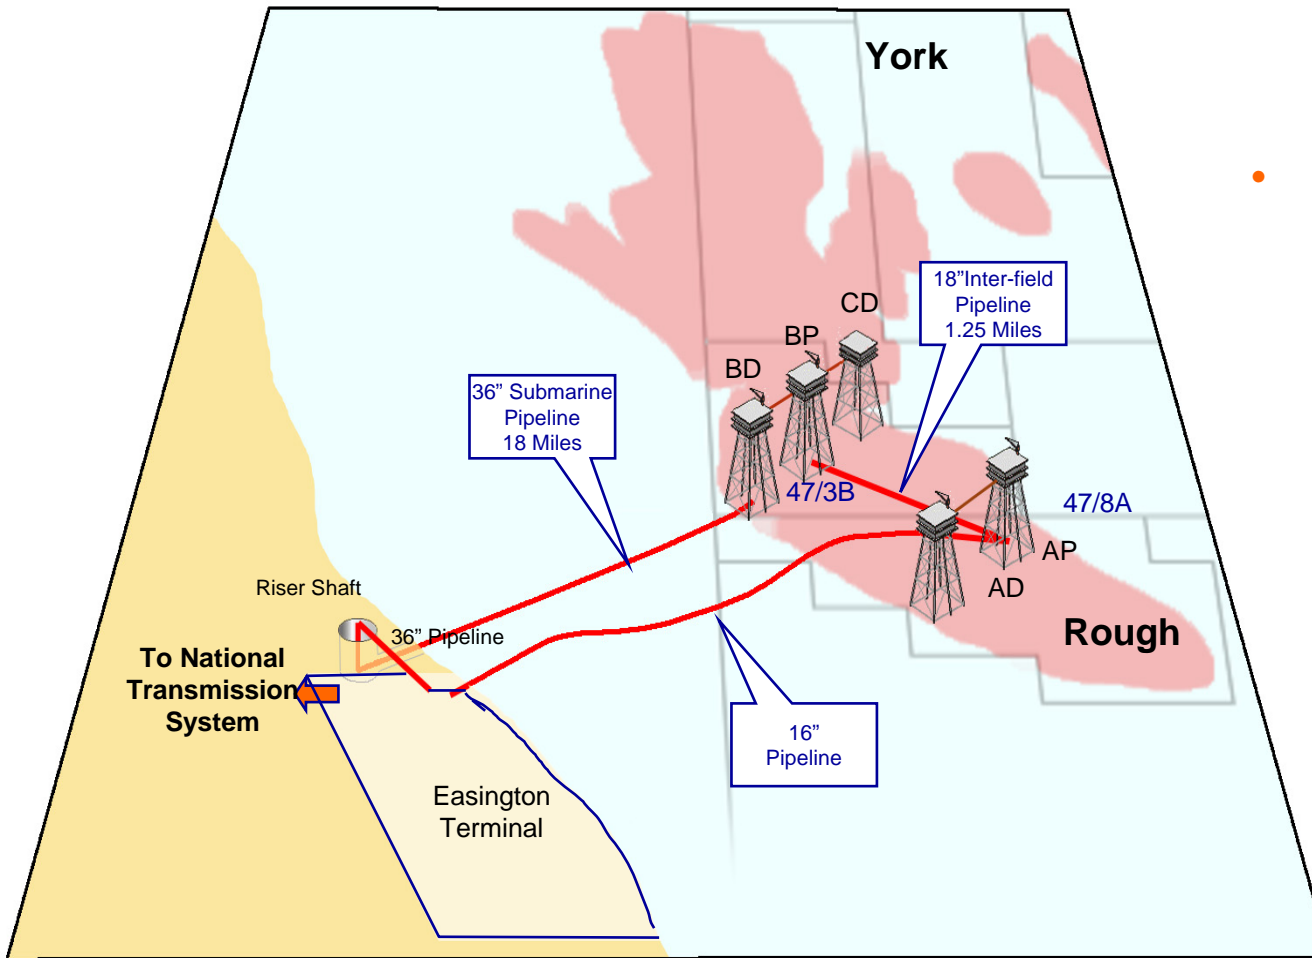 York
18”Inter-field
Pipeline
1.25 Miles
CD
BP
BD
36” Submarine
Pipeline
18 Miles
47/3B
47/8A
AP
AD
Rough
Riser Shaft
36” Pipeline
To National
Transmission
System
16”
Pipeline
Easington
Terminal